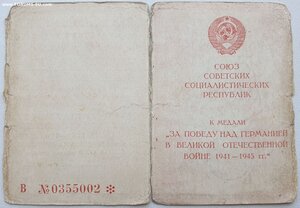 В №0355002 *
СОЮЗ
СОВЕТСКИХ
СОЦИАЛИСТИЧЕСКИХ
РЕСПУБЛИК
К МЕДАЛИ
„ЗА ПОБЕДУ НАД ГЕРМАНИЕЙ
В ВЕЛИКОЙ ОТЕЧЕСТВЕННОЙ
ВОЙНЕ 1941—1945 гг."